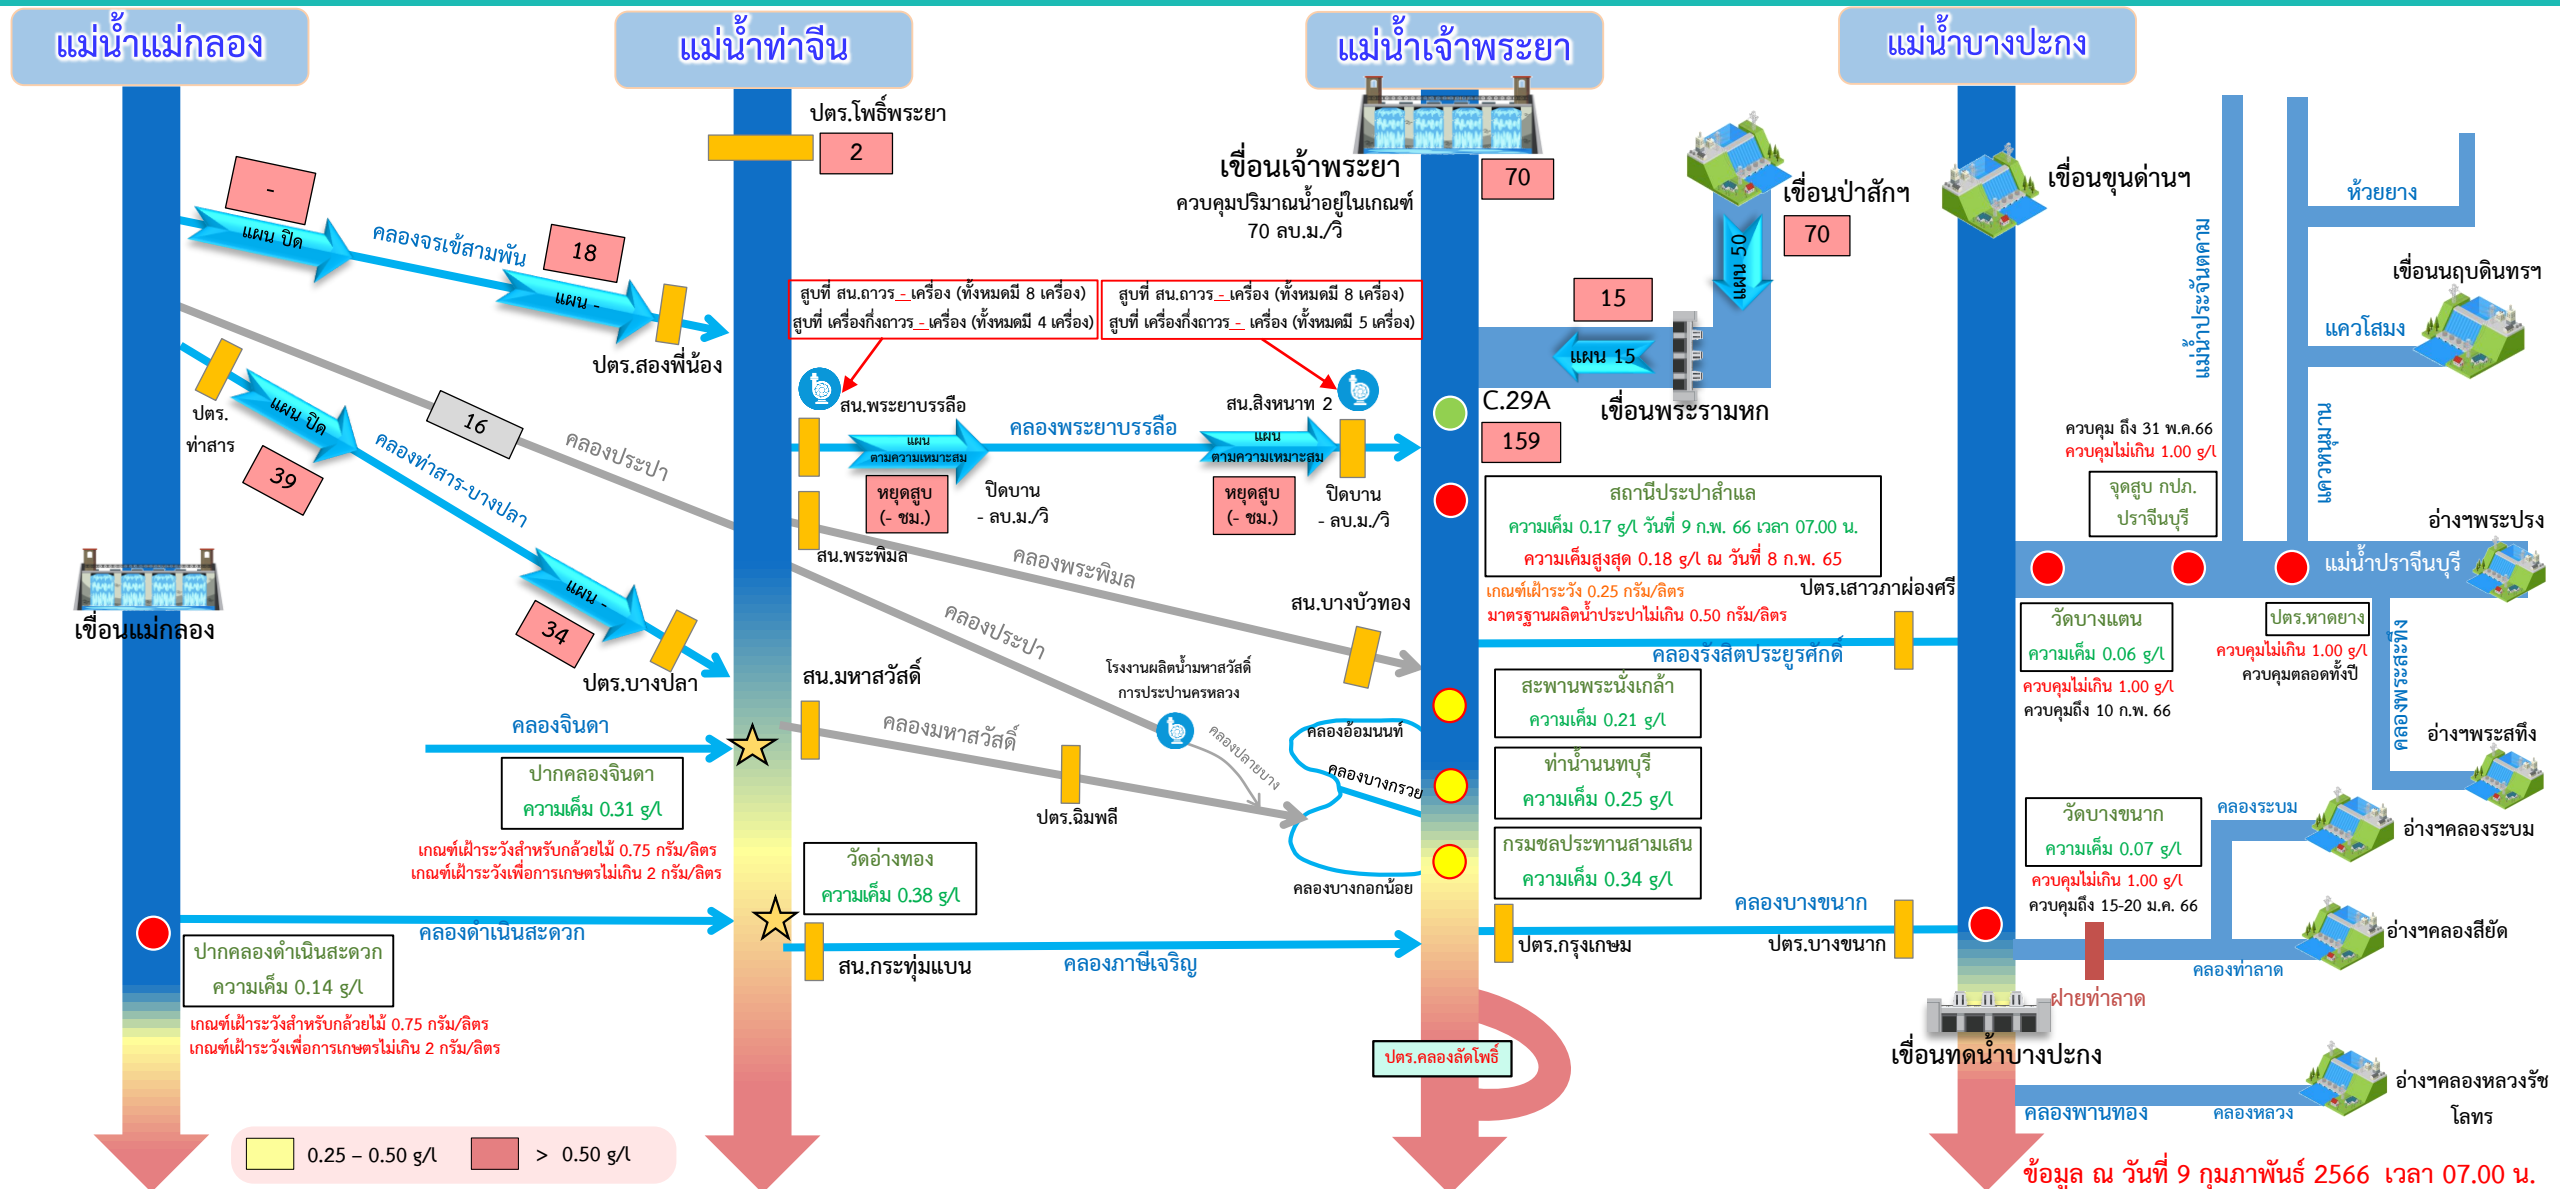 แม่น้ำแม่กลอง
แม่น้ำท่าจีน
แม่น้ำเจ้าพระยา
แม่น้ำบางปะกง
ปตร.โพธิ์พระยา
2
-
แผน ปิด
คลองจรเข้สามพัน
18
แผน -
ปตร.สองพี่น้อง
ปตร.
ท่าสาร
แผน ปิด
39
16
คลองประปา
คลองท่าสาร-บางปลา
แผน -
34
ปตร.บางปลา
เขื่อนแม่กลอง
คลองจินดา
ปากคลองจินดา
ความเค็ม 0.31 g/l
เกณฑ์เฝ้าระวังสำหรับกล้วยไม้ 0.75 กรัม/ลิตร
เกณฑ์เฝ้าระวังเพื่อการเกษตรไม่เกิน 2 กรัม/ลิตร
คลองดำเนินสะดวก
ปากคลองดำเนินสะดวก
ความเค็ม 0.14 g/l
เกณฑ์เฝ้าระวังสำหรับกล้วยไม้ 0.75 กรัม/ลิตร
เกณฑ์เฝ้าระวังเพื่อการเกษตรไม่เกิน 2 กรัม/ลิตร
0.25 – 0.50 g/l
> 0.50 g/l
เขื่อนเจ้าพระยา
ควบคุมปริมาณน้ำอยู่ในเกณฑ์
70 ลบ.ม./วิ
70
สูบที่ สน.ถาวร - เครื่อง (ทั้งหมดมี 8 เครื่อง)
สูบที่ เครื่องกึ่งถาวร - เครื่อง (ทั้งหมดมี 4 เครื่อง)
สูบที่ สน.ถาวร - เครื่อง (ทั้งหมดมี 8 เครื่อง)
สูบที่ เครื่องกึ่งถาวร - เครื่อง (ทั้งหมดมี 5 เครื่อง)
สน.พระยาบรรลือ
สน.สิงหนาท 2
แผน
ตามความเหมาะสม
คลองพระยาบรรลือ
แผน
ตามความเหมาะสม
หยุดสูบ
(- ชม.)
ปิดบาน
- ลบ.ม./วิ
หยุดสูบ
(- ชม.)
ปิดบาน
- ลบ.ม./วิ
สน.พระพิมล
คลองพระพิมล
สน.บางบัวทอง
คลองประปา
โรงงานผลิตน้ำมหาสวัสดิ์
การประปานครหลวง
สน.มหาสวัสดิ์
คลองมหาสวัสดิ์
คลองปลายบาง
ปตร.ฉิมพลี
คลองอ้อมนนท์
คลองบางกรวย
คลองบางกอกน้อย
วัดอ่างทอง
ความเค็ม 0.38 g/l
สน.กระทุ่มแบน
คลองภาษีเจริญ
เขื่อนป่าสักฯ
70
แผน 50
15
แผน 15
เขื่อนพระรามหก
C.29A
159
สถานีประปาสำแล
ความเค็ม 0.17 g/l วันที่ 9 ก.พ. 66 เวลา 07.00 น.
ความเค็มสูงสุด 0.18 g/l ณ วันที่ 8 ก.พ. 65
เกณฑ์เฝ้าระวัง 0.25 กรัม/ลิตร
มาตรฐานผลิตน้ำประปาไม่เกิน 0.50 กรัม/ลิตร
ปตร.เสาวภาผ่องศรี
คลองรังสิตประยูรศักดิ์
สะพานพระนั่งเกล้า
ความเค็ม 0.21 g/l
ท่าน้ำนนทบุรี
ความเค็ม 0.25 g/l
กรมชลประทานสามเสน
ความเค็ม 0.34 g/l
ปตร.กรุงเกษม
คลองบางขนาก
ปตร.บางขนาก
ปตร.คลองลัดโพธิ์
เขื่อนขุนด่านฯ
แม่น้ำประจันตคาม
ห้วยยาง
เขื่อนนฤบดินทรฯ
แควโสมง
แควหนุมาน
ควบคุม ถึง 31 พ.ค.66
ควบคุมไม่เกิน 1.00 g/l
จุดสูบ กปภ.
ปราจีนบุรี
อ่างฯพระปรง
แม่น้ำปราจีนบุรี
วัดบางแตน
ความเค็ม 0.06 g/l
ควบคุมไม่เกิน 1.00 g/l
ควบคุมถึง 10 ก.พ. 66
ปตร.หาดยาง
ควบคุมไม่เกิน 1.00 g/l
ควบคุมตลอดทั้งปี
คลองพระสะทึง
อ่างฯพระสทึง
วัดบางขนาก
ความเค็ม 0.07 g/l
ควบคุมไม่เกิน 1.00 g/l
ควบคุมถึง 15-20 ม.ค. 66
คลองระบม
อ่างฯคลองระบม
อ่างฯคลองสียัด
คลองท่าลาด
ฝายท่าลาด
เขื่อนทดน้ำบางปะกง
คลองพานทอง
คลองหลวง
อ่างฯคลองหลวงรัช
โลทร
ข้อมูล ณ วันที่ 9 กุมภาพันธ์ 2566 เวลา 07.00 น.